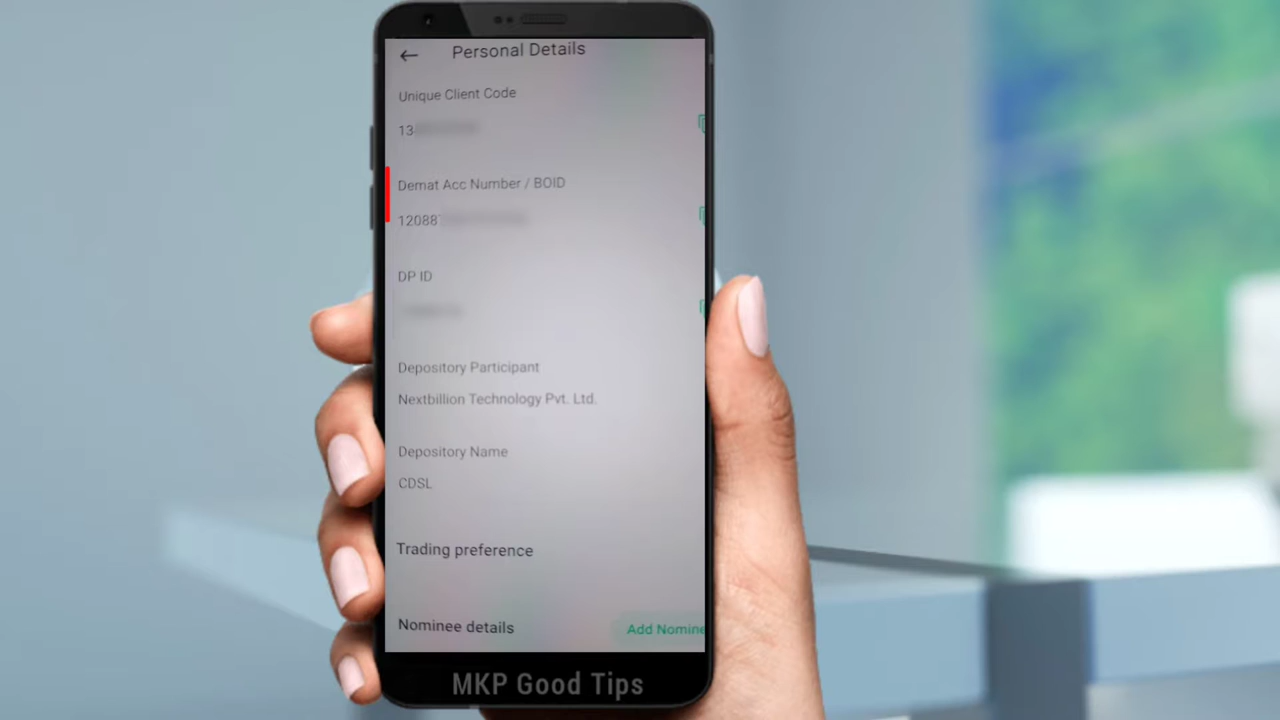 Personal Details
Unique Client Code
13
Demat Acc Number / BOID
12088
DP ID
Depository Participant
Nextbillion Technology Pvt. Ltd.
Depository Name
CDSL
Trading preference
Nominee details
Add Nomine
MKP Good Tips